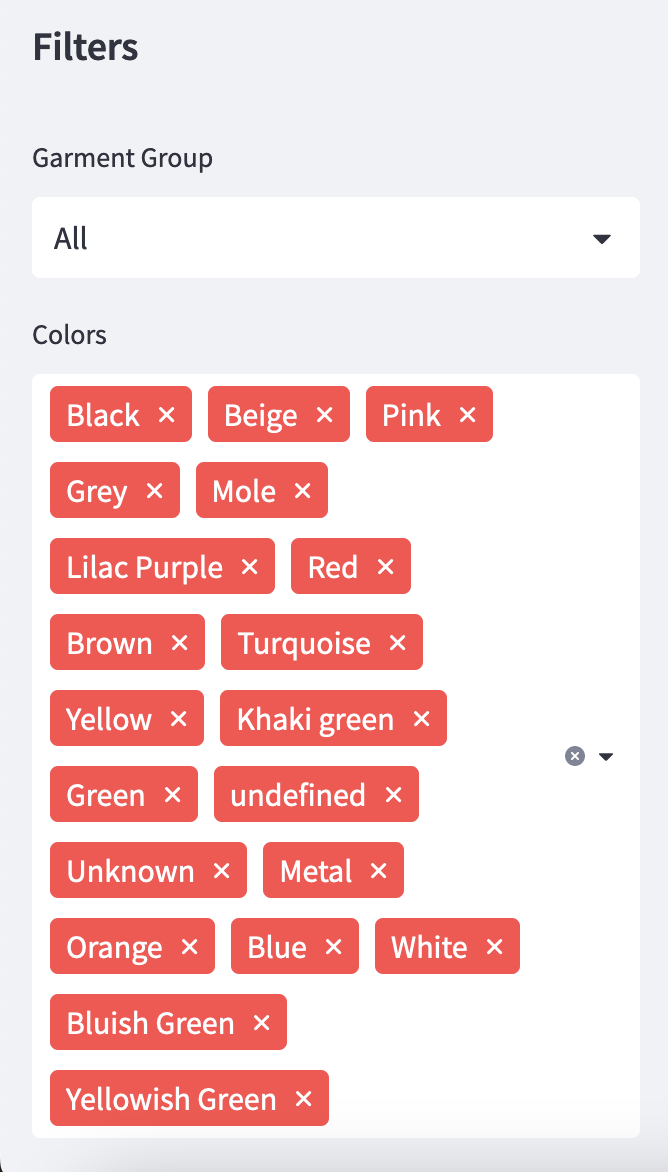 Filters
Garment Group
All
Colors
Black × Beige × Pink ×
Grey × Mole ×
Lilac Purple × Red ×
Brown × Turquoise ×
Yellow × Khaki green ×
Green × undefined ×
Unknown × Metal ×
Orange × Blue × White ×
Bluish Green ×
Yellowish Green ×